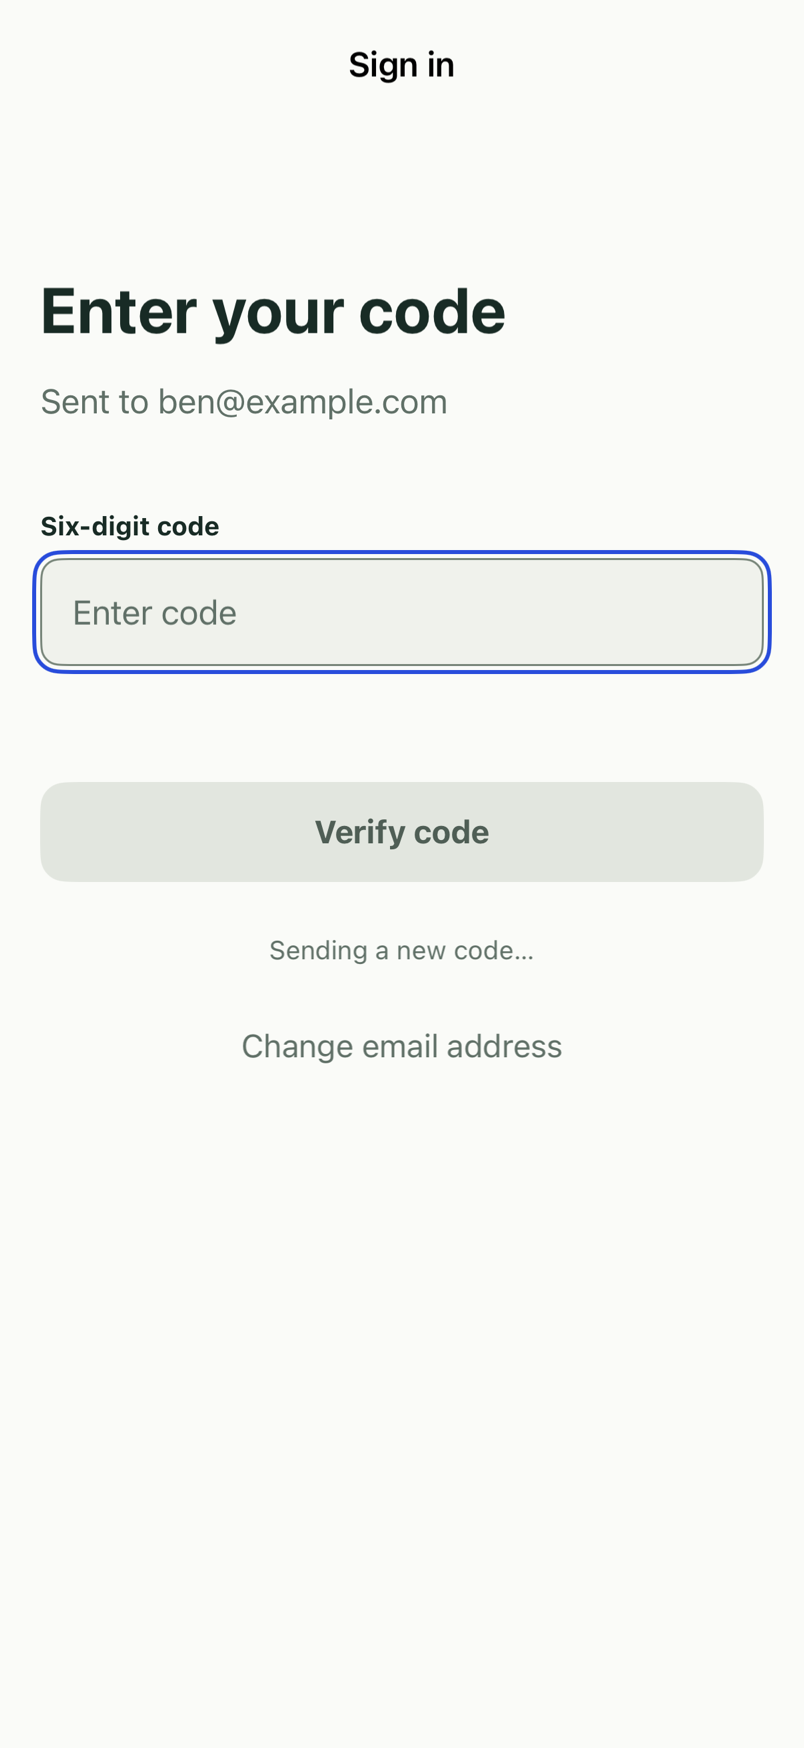 Sign in
Enter your code
Sent to ben@example.com
Six-digit code
Enter code
Verify code
Sending a new code...
Change email address